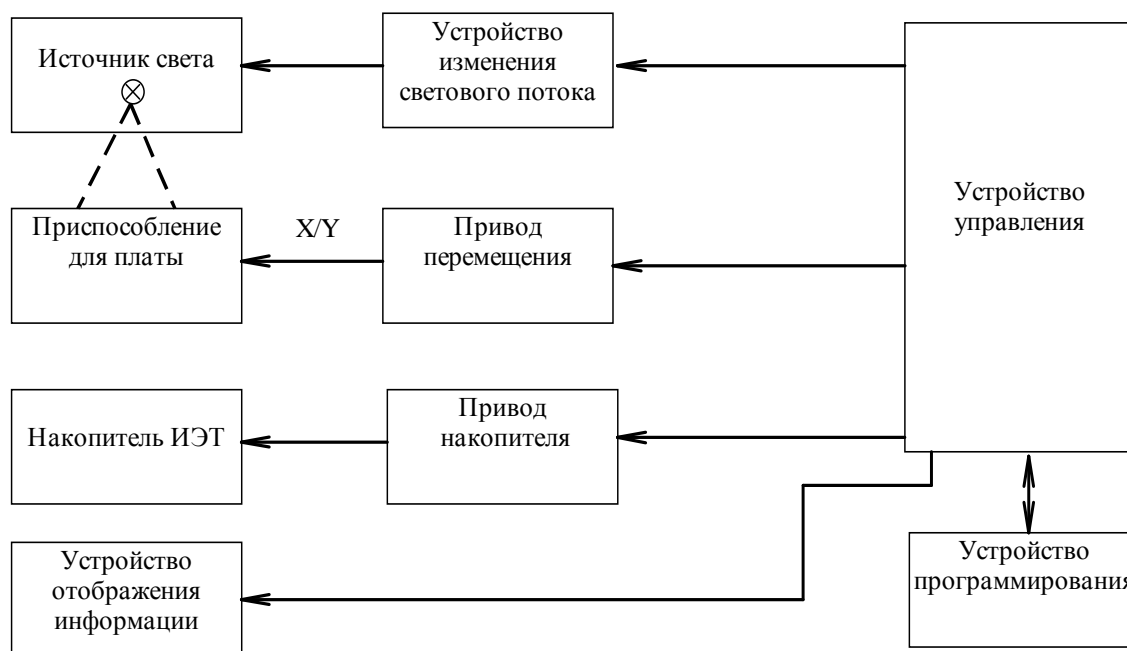 Источник света
Устройство
изменения
светового потока
Устройство
управления
Приспособление
для платы
X/Y
Привод
перемещения
Накопитель ИЭТ
Привод
накопителя
Устройство
отображения
информации
Устройство
программирования